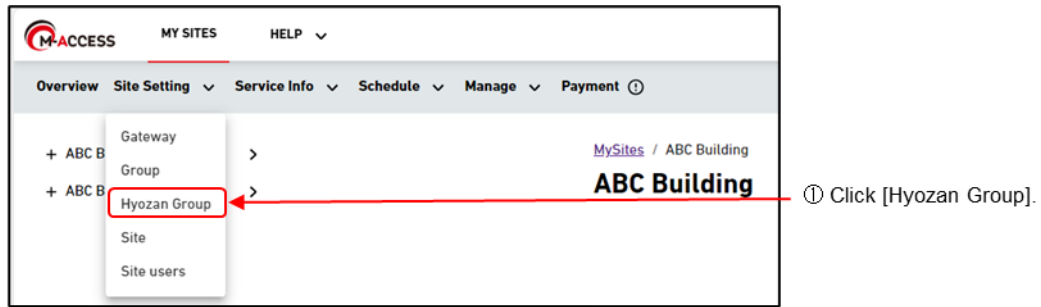 M-ACCESS MY SITES HELP
Overview Site Setting Service Info Schedule Manage Payment
Gateway
+ ABC B
MySites / ABC Building
Group
+ ABC B
ABC Building
Hyozan Group
① Click [Hyozan Group].
Site
Site users